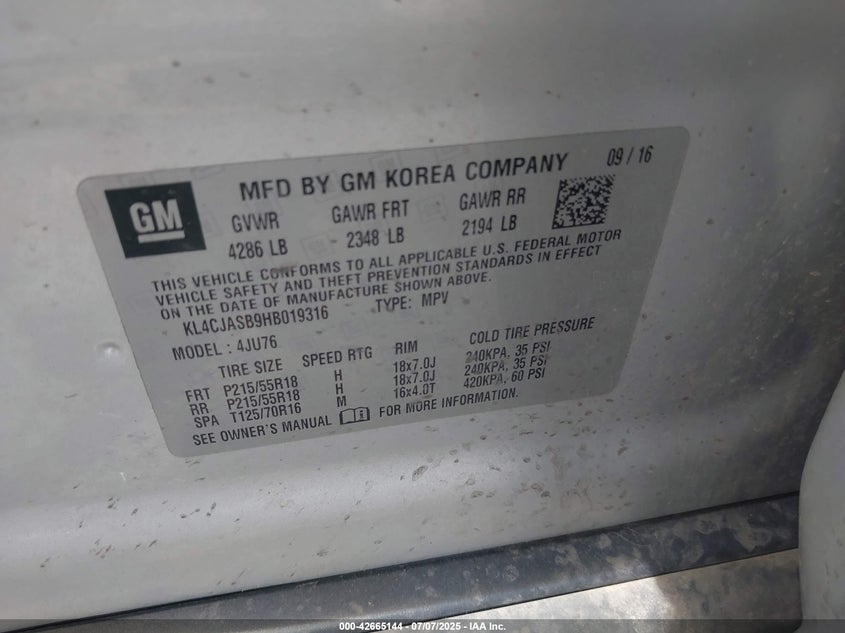 GM
MFD BY GM KOREA COMPANY 09 / 16
GVWR GAWR FRT GAWR RR
4286 LB 2348 LB 2194 LB
THIS VEHICLE CONFORMS TO ALL APPLICABLE U.S. FEDERAL MOTOR
VEHICLE SAFETY AND THEFT PREVENTION STANDARDS IN EFFECT
ON THE DATE OF MANUFACTURE SHOWN ABOVE.
KL4CJASB9HB019316 TYPE: MPV
MODEL : 4JU76
TIRE SIZE SPEED RTG RIM COLD TIRE PRESSURE
FRT P215/55R18 H 18x7.0J 240KPA, 35 PSI
RR P215/55R18 H 18x7.0J 240KPA, 35 PSI
SPA T125/70R16 M 16x4.0T 420KPA, 60 PSI
SEE OWNER'S MANUAL FOR MORE INFORMATION.
000-42665144 - 07/07/2025 - IAA Inc.